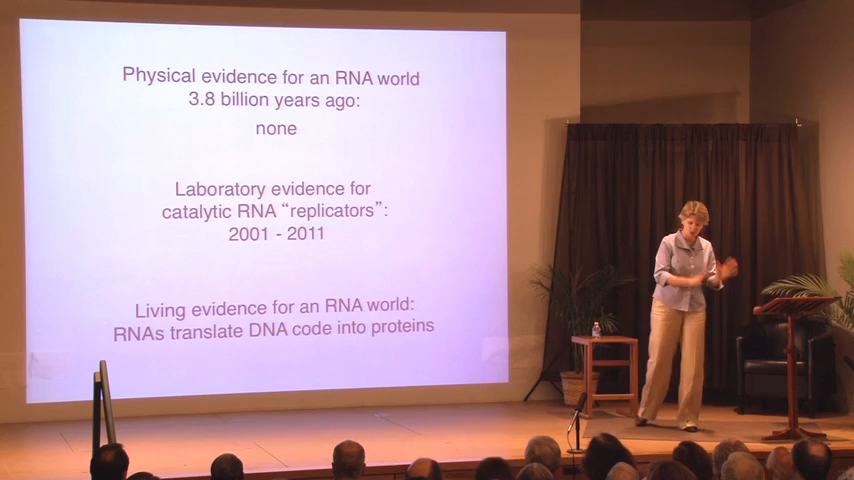 Physical evidence for an RNA world
3.8 billion years ago:
none
Laboratory evidence for
catalytic RNA “replicators”:
2001 - 2011
Living evidence for an RNA world:
RNAs translate DNA code into proteins